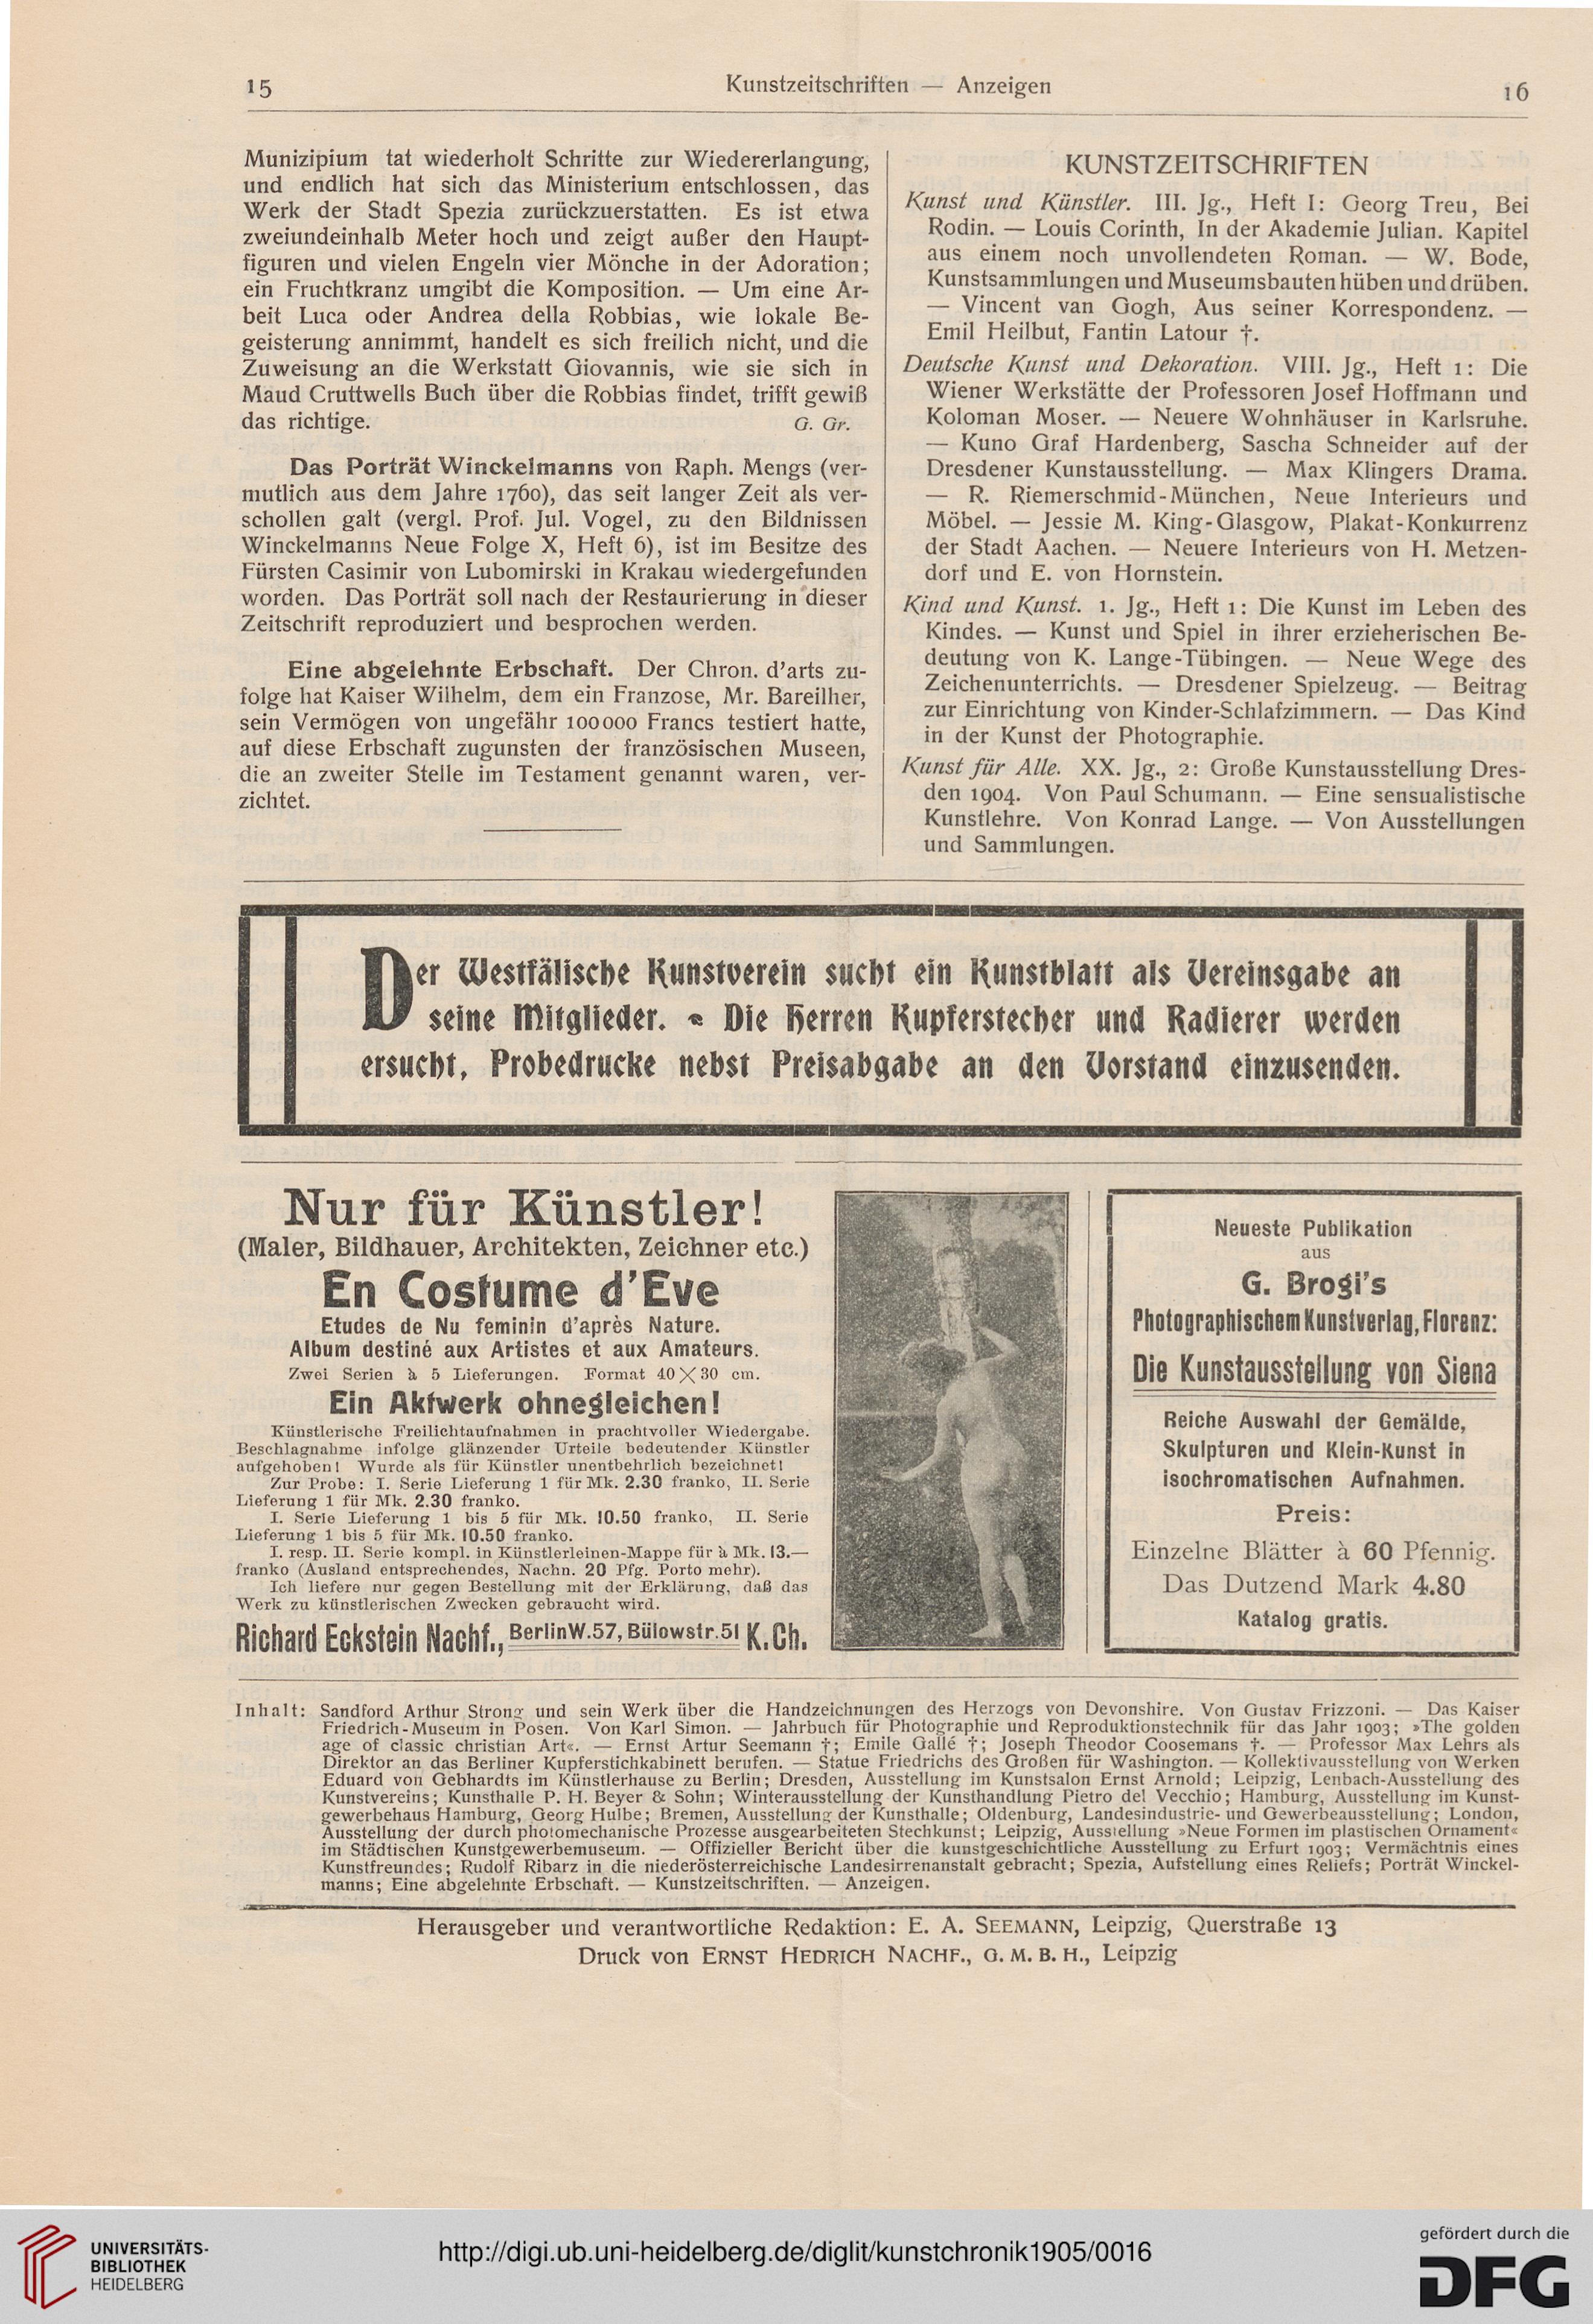 15
Kunstzeitschriften — Anzeigen
16
Munizipium tat wiederholt Schritte zur Wiedererlangung,
und endlich hat sich das Ministerium entschlossen, das
Werk der Stadt Spezia zurückzuerstatten. Es ist etwa
zweiundeinhalb Meter hoch und zeigt außer den Haupt-
figuren und vielen Engeln vier Mönche in der Adoration;
ein Fruchtkranz umgibt die Komposition. — Um eine Ar-
beit Luca oder Andrea della Robbias, wie lokale Be-
geisterung annimmt, handelt es sich freilich nicht, und die
Zuweisung an die Werkstatt Giovannis, wie sie sich in
Maud Cruttwells Buch über die Robbias findet, trifft gewiß
das richtige. G. Gr.
Das Porträt Winckelmanns von Raph. Mengs (ver-
mutlich aus dem Jahre 1760), das seit langer Zeit als ver-
schollen galt (vergl. Prof. Jul. Vogel, zu den Bildnissen
Winckelmanns Neue Folge X, Heft 6), ist im Besitze des
Fürsten Casimir von Lubomirski in Krakau wiedergefunden
worden. Das Porträt soll nach der Restaurierung in dieser
Zeitschrift reproduziert und besprochen werden.
Eine abgelehnte Erbschaft. Der Chron. d'arts zu-
folge hat Kaiser Wilhelm, dem ein Franzose, Mr. Bareilher,
sein Vermögen von ungefähr 100000 Francs testiert hatte,
auf diese Erbschaft zugunsten der französischen Museen,
die an zweiter Stelle im Testament genannt waren, ver-
zichtet.
KUNSTZEITSCHRIFTEN
Kunst und Künstler. III. Jg., Heft I: Georg Treu, Bei
Rodin. — Louis Corinth, In der Akademie Julian. Kapitel
aus einem noch unvollendeten Roman. — W. Bode,
Kunstsammlungen und Museumsbauten hüben und drüben.
— Vincent van Gogh, Aus seiner Korrespondenz. —
Emil Heilbut, Fantin Latour †.
Deutsche Kunst und Dekoration. VIII. Jg., Heft 1: Die
Wiener Werkstätte der Professoren Josef Hoffmann und
Koloman Moser. — Neuere Wohnhäuser in Karlsruhe.
— Kuno Graf Hardenberg, Sascha Schneider auf der
Dresdener Kunstausstellung. — Max Klingers Drama.
— R. Riemerschmid-München, Neue Interieurs und
Möbel. — Jessie M. King-Glasgow, Plakat-Konkurrenz
der Stadt Aachen. — Neuere Interieurs von H. Metzen-
dorf und E. von Hornstein.
Kind und Kunst. 1. Jg., Heft 1: Die Kunst im Leben des
Kindes. — Kunst und Spiel in ihrer erzieherischen Be-
deutung von K. Lange-Tübingen. — Neue Wege des
Zeichenunterrichts. — Dresdener Spielzeug. — Beitrag
zur Einrichtung von Kinder-Schlafzimmern. — Das Kind
in der Kunst der Photographie.
Kunst für Alle. XX. Jg., 2: Große Kunstausstellung Dres-
den 1904. Von Paul Schumann. — Eine sensualistische
Kunstlehre. Von Konrad Lange. — Von Ausstellungen
und Sammlungen.
Der Westfälische Kunstverein sucht ein Kunstblatt als Vereinsgabe an
seine Mitglieder. Die Herren Kupferstecher und Radierer werden
ersucht, Probedrucke nebst Preisabgabe an den Vorstand einzusenden.
Nur für Künstler!
(Maler, Bildhauer, Architekten, Zeichner etc.)
En Costume d'Eve
Etudes de Nu feminin d'après Nature.
Album destiné aux Artistes et aux Amateurs.
Zwei Serien à 5 Lieferungen. Format 40×30 cm.
Ein Aktwerk ohnegleichen!
Künstlerische Freilichtaufnahmen in prachtvoller Wiedergabe.
Beschlagnahme infolge glänzender Urteile bedeutender Künstler
aufgehoben! Wurde als für Künstler unentbehrlich bezeichnet!
Zur Probe: I. Serie Lieferung 1 für Mk. 2.30 franko, II. Serie
Lieferung 1 für Mk. 2.30 franko.
I. Serie Lieferung 1 bis 5 für Mk. 10.50 franko, II. Serie
Lieferung 1 bis 5 für Mk. 10.50 franko.
I. resp. II. Serie kompl. in Künstlerleinen-Mappe für à Mk. 13.—
franko (Ausland entsprechendes, Nachn. 20 Pfg. Porto mehr).
Ich liefere nur gegen Bestellung mit der Erklärung, daß das
Werk zu künstlerischen Zwecken gebraucht wird.
Richard Eckstein Nachf., Berlin W. 57, Bülowstr. 51 K. Ch.
Neueste Publikation
aus
G. Brogi's
Photographischem Kunstverlag, Florenz:
Die Kunstausstellung von Siena
Reiche Auswahl der Gemälde,
Skulpturen und Klein-Kunst in
isochromatischen Aufnahmen.
Preis:
Einzelne Blätter à 60 Pfennig.
Das Dutzend Mark 4.80
Katalog gratis.
Inhalt: Sandford Arthur Strong und sein Werk über die Handzeichnungen des Herzogs von Devonshire. Von Gustav Frizzoni. — Das Kaiser
Friedrich-Museum in Posen. Von Karl Simon. — Jahrbuch für Photographie und Reproduktionstechnik für das Jahr 1903; »The golden
age of classic christian Art«. — Ernst Artur Seemann †; Emile Gallé †; Joseph Theodor Coosemans †. — Professor Max Lehrs als
Direktor an das Berliner Kupferstichkabinett berufen. — Statue Friedrichs des Großen für Washington. — Kollektivausstellung von Werken
Eduard von Gebhardts im Künstlerhause zu Berlin; Dresden, Ausstellung im Kunstsalon Ernst Arnold; Leipzig, Lenbach-Ausstellung des
Kunstvereins; Kunsthalle P. H. Beyer & Sohn; Winterausstellung der Kunsthandlung Pietro del Vecchio; Hamburg, Ausstellung im Kunst-
gewerbehaus Hamburg, Georg Hulbe; Bremen, Ausstellung der Kunsthalle; Oldenburg, Landesindustrie- und Gewerbeausstellung; London,
Ausstellung der durch photomechanische Prozesse ausgearbeiteten Stechkunst; Leipzig, Ausstellung »Neue Formen im plastischen Ornament«
im Städtischen Kunstgewerbemuseum. — Offizieller Bericht über die kunstgeschichtliche Ausstellung zu Erfurt 1903; Vermächtnis eines
Kunstfreundes; Rudolf Ribarz in die niederösterreichische Landesirrenanstalt gebracht; Spezia, Aufstellung eines Reliefs; Porträt Winckel-
manns; Eine abgelehnte Erbschaft. — Kunstzeitschriften. — Anzeigen.
Herausgeber und verantwortliche Redaktion: E. A. SEEMANN, Leipzig, Querstraße 13
Druck von ERNST HEDRICH NACHF., G. M. B. H., Leipzig
UNIVERSITÄTS-
BIBLIOTHEK
HEIDELBERG
http://digi.ub.uni-heidelberg.de/diglit/kunstchronik1905/0016
gefördert durch die
DFG